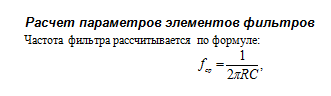 Расчет параметров элементов фильтров
Частота фильтра рассчитывается по формуле:
f_ср = 1 / 2πRC,